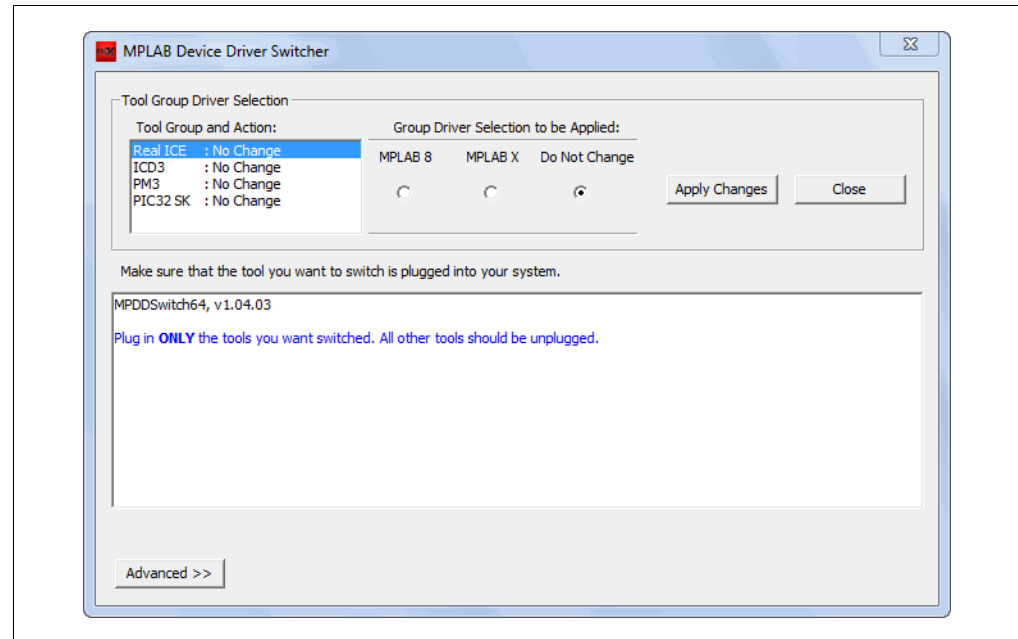 MPLAB Device Driver Switcher
Tool Group Driver Selection
Tool Group and Action:
Real ICE : No Change
ICD3 : No Change
PM3 : No Change
PIC32 SK : No Change
Group Driver Selection to be Applied:
MPLAB 8 MPLAB X Do Not Change
Apply Changes Close
Make sure that the tool you want to switch is plugged into your system.
MPDDSwitch64, v1.04.03
Plug in ONLY the tools you want switched. All other tools should be unplugged.
Advanced >>